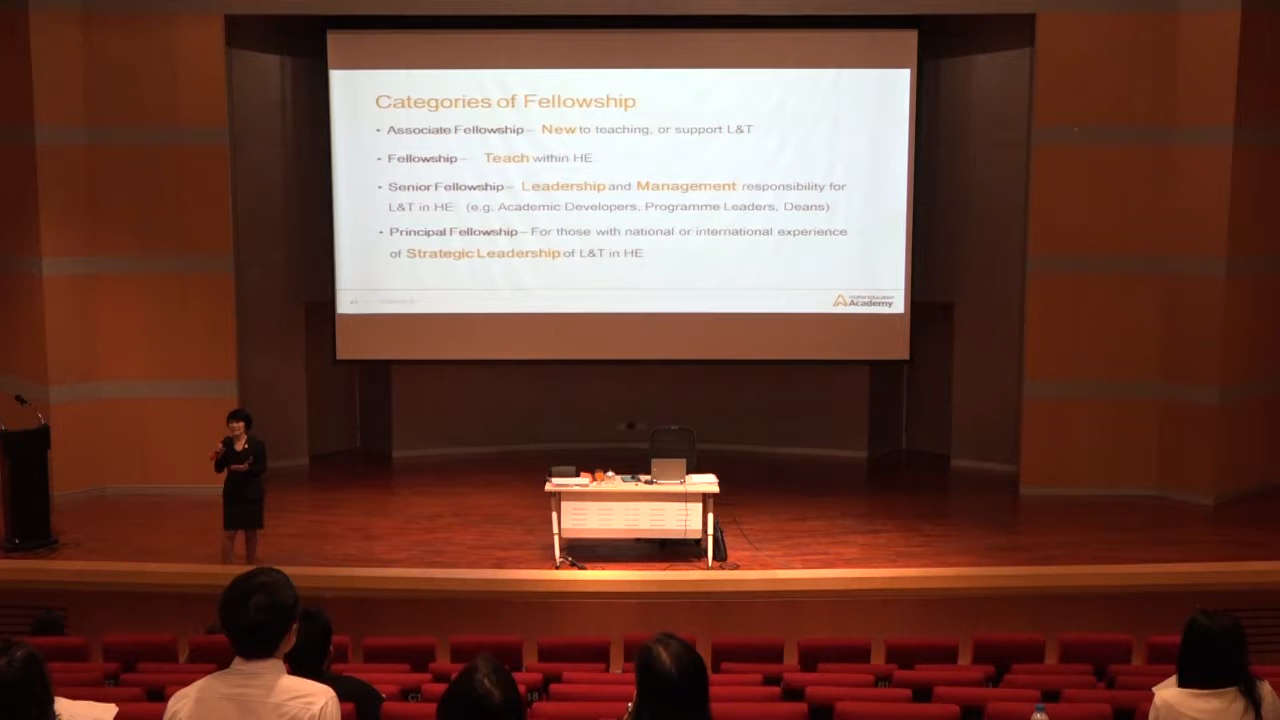 Categories of Fellowship
• Associate Fellowship – New to teaching, or support L&T
• Fellowship – Teach within HE
• Senior Fellowship – Leadership and Management responsibility for
L&T in HE (e.g. Academic Developers, Programme Leaders, Deans)
• Principal Fellowship – For those with national or international experience
of Strategic Leadership of L&T in HE
Higher Education
Academy